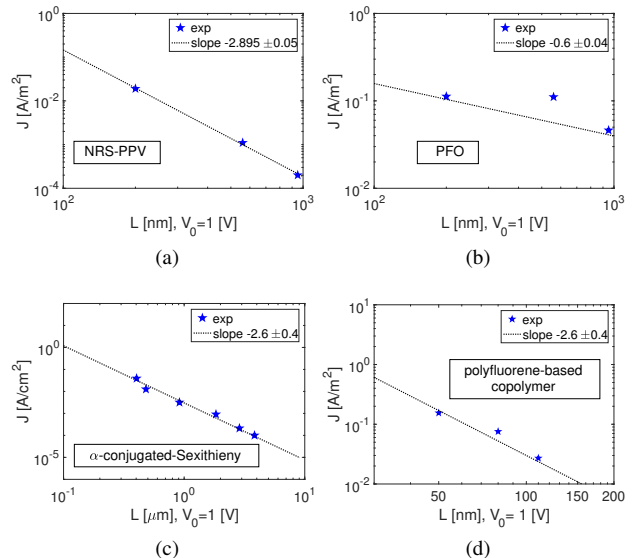 10^0
10^-2
10^-4
J [A/m^2]
exp
slope -2.895 ±0.05
NRS-PPV
10^2
10^3
L [nm], V_0=1 [V]
(a)
10^0
10^-1
10^-2
J [A/m^2]
exp
slope -0.6 ±0.04
PFO
10^2
10^3
L [nm], V_0=1 [V]
(b)
10^0
10^-5
J [A/cm^2]
exp
slope -2.6 ±0.4
α-conjugated-Sexithieny
10^-1
10^0
10^1
L [μm], V_0=1 [V]
(c)
10^1
10^0
10^-1
10^-2
J [A/m^2]
exp
slope -2.6 ±0.4
polyfluorene-based
copolymer
50
100
150
200
L [nm], V_0= 1 [V]
(d)